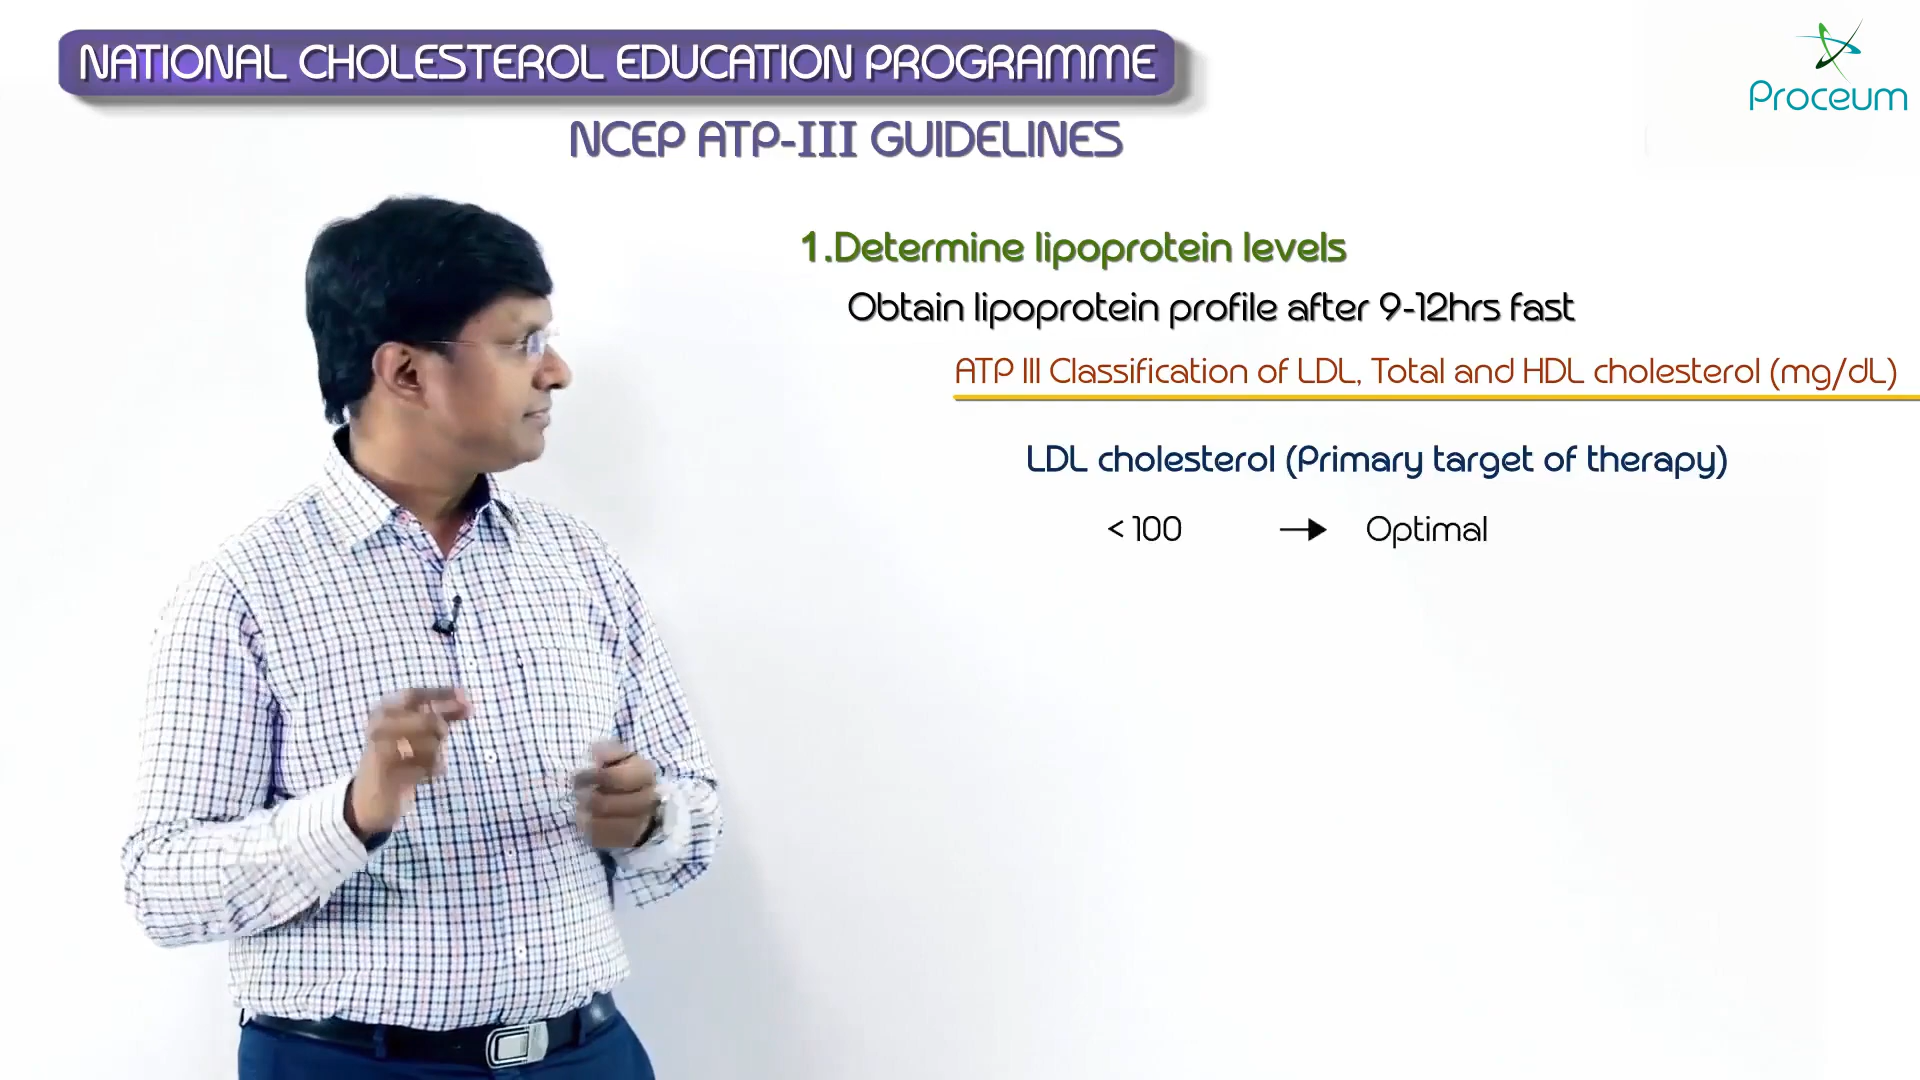 NATIONAL CHOLESTEROL EDUCATION PROGRAMME
Proceum
NCEP ATP-III GUIDELINES
1.Determine lipoprotein levels
Obtain lipoprotein profile after 9-12hrs fast
ATP III Classification of LDL, Total and HDL cholesterol (mg/dL)
LDL cholesterol (Primary target of therapy)
< 100 → Optimal